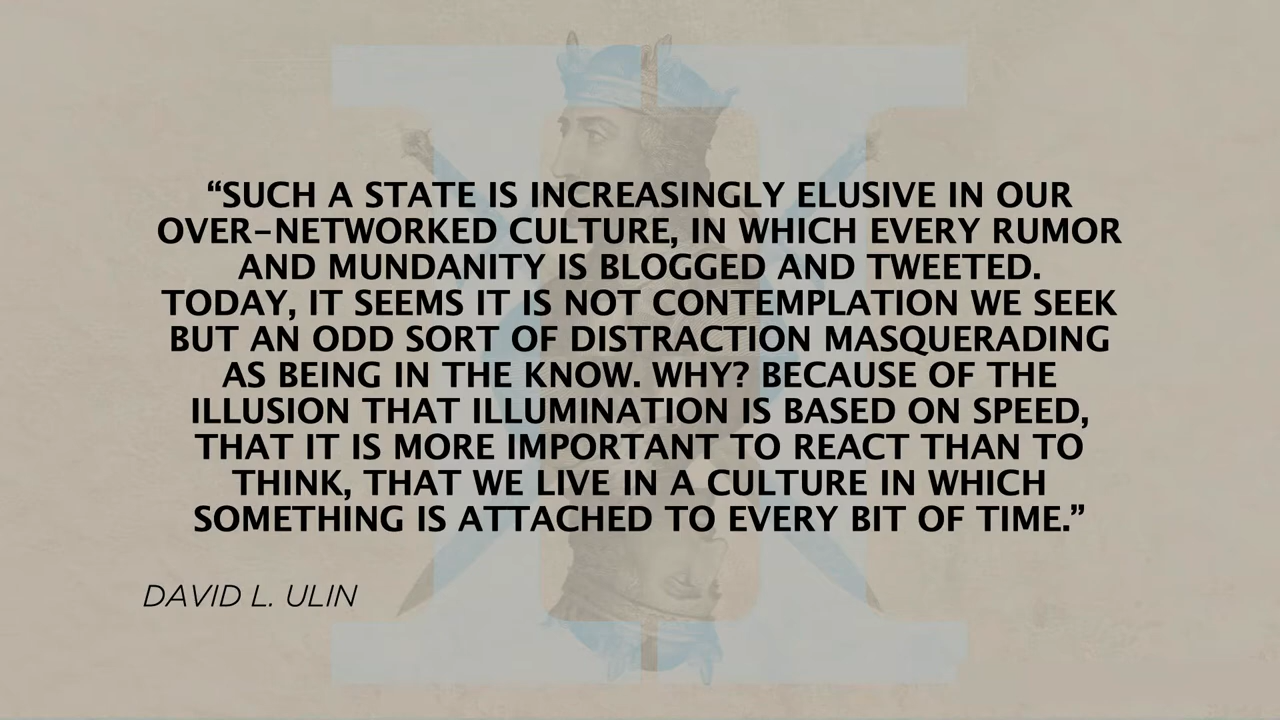 “SUCH A STATE IS INCREASINGLY ELUSIVE IN OUR
OVER–NETWORKED CULTURE, IN WHICH EVERY RUMOR
AND MUNDANITY IS BLOGGED AND TWEETED.
TODAY, IT SEEMS IT IS NOT CONTEMPLATION WE SEEK
BUT AN ODD SORT OF DISTRACTION MASQUERADING
AS BEING IN THE KNOW. WHY? BECAUSE OF THE
ILLUSION THAT ILLUMINATION IS BASED ON SPEED,
THAT IT IS MORE IMPORTANT TO REACT THAN TO
THINK, THAT WE LIVE IN A CULTURE IN WHICH
SOMETHING IS ATTACHED TO EVERY BIT OF TIME.”
DAVID L. ULIN